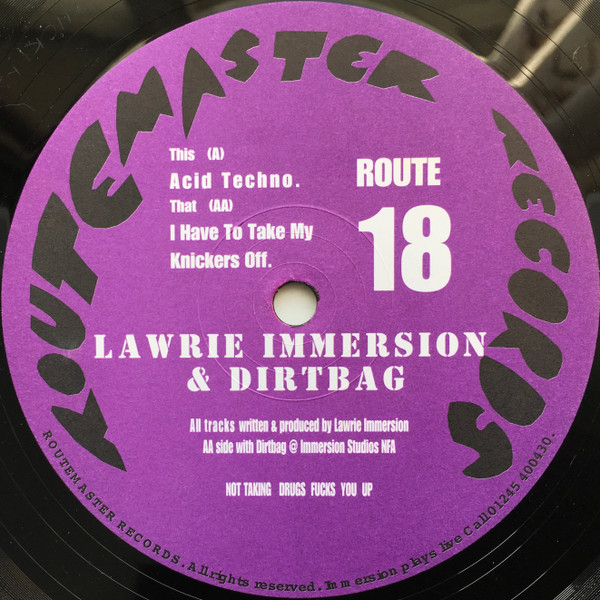 ROUTEMASTER RECORDS
This (A)
Acid Techno.
That (AA)
I Have To Take My
Knickers Off.
ROUTE
18
LAWRIE IMMERSION
& DIRTBAG
All tracks written & produced by Lawrie Immersion
AA side with Dirtbag @ Immersion Studios NFA
NOT TAKING DRUGS FUCKS YOU UP
ROUTEMASTER RECORDS. All rights reserved. Immersion plays live Call 01245 400430.